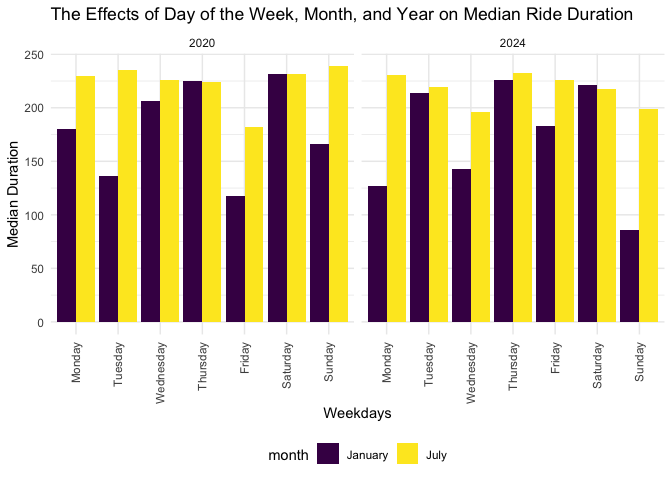 The Effects of Day of the Week, Month, and Year on Median Ride Duration
2020
2024
Median Duration
250
200
150
100
50
0
Monday
Tuesday
Wednesday
Thursday
Friday
Saturday
Sunday
Monday
Tuesday
Wednesday
Thursday
Friday
Saturday
Sunday
Weekdays
month January July